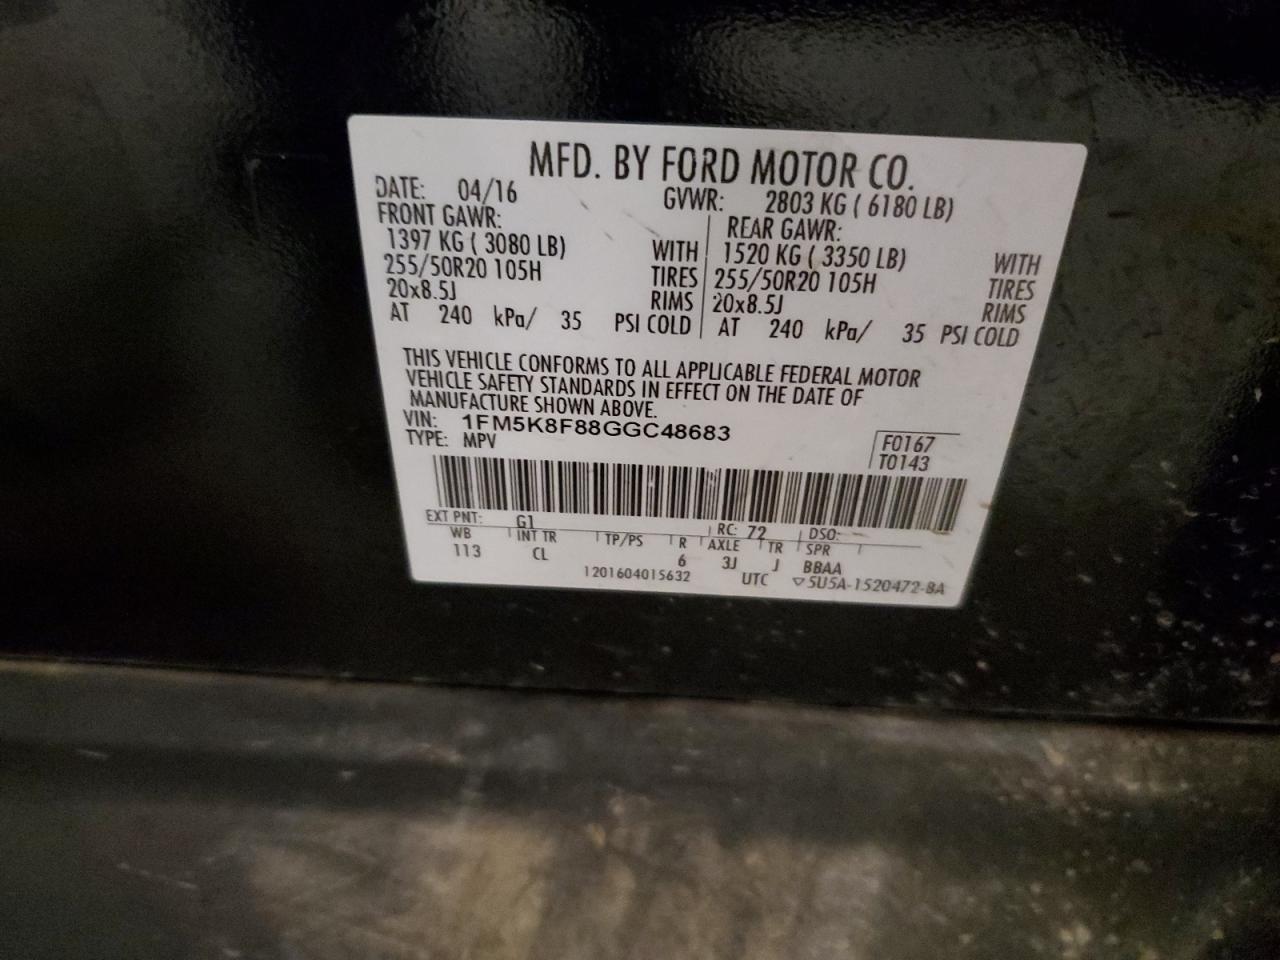 MFD. BY FORD MOTOR CO.
DATE: 04/16 GVWR: 2803 KG ( 6180 LB)
FRONT GAWR: REAR GAWR:
1397 KG ( 3080 LB) WITH 1520 KG ( 3350 LB) WITH
255/50R20 105H TIRES 255/50R20 105H TIRES
20x8.5J RIMS 20x8.5J RIMS
AT 240 kPa/ 35 PSI COLD AT 240 kPa/ 35 PSI COLD
THIS VEHICLE CONFORMS TO ALL APPLICABLE FEDERAL MOTOR
VEHICLE SAFETY STANDARDS IN EFFECT ON THE DATE OF
MANUFACTURE SHOWN ABOVE.
VIN: 1FM5K8F88GGC48683
TYPE: MPV F0167
T0143
EXT PNT: G1 RC: 72 DSO:
WB INT TR TP/PS R AXLE TR SPR
113 CL 6 3J J BBAA
1201604015632 UTC ▽5U5A-1520472-BA